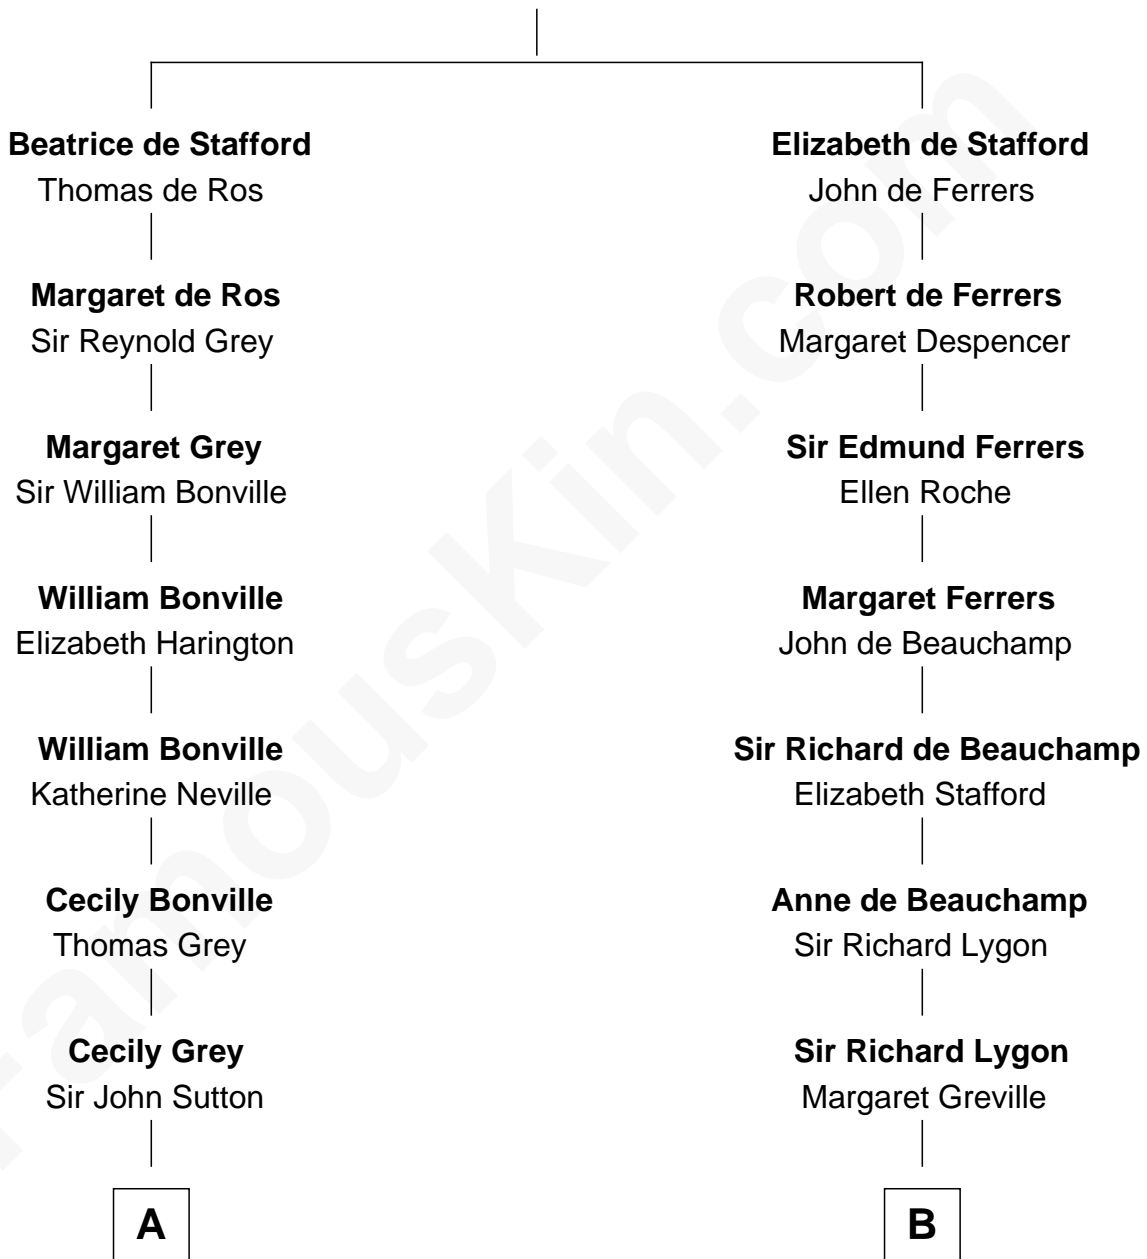 Beatrice de Stafford
Thomas de Ros
Elizabeth de Stafford
John de Ferrers
Margaret de Ros
Sir Reynold Grey
Robert de Ferrers
Margaret Despencer
Margaret Grey
Sir William Bonville
Sir Edmund Ferrers
Ellen Roche
William Bonville
Elizabeth Harington
Margaret Ferrers
John de Beauchamp
William Bonville
Katherine Neville
Sir Richard de Beauchamp
Elizabeth Stafford
Cecily Bonville
Thomas Grey
Anne de Beauchamp
Sir Richard Lygon
Cecily Grey
Sir John Sutton
Sir Richard Lygon
Margaret Greville
A
B
FamousKin.com